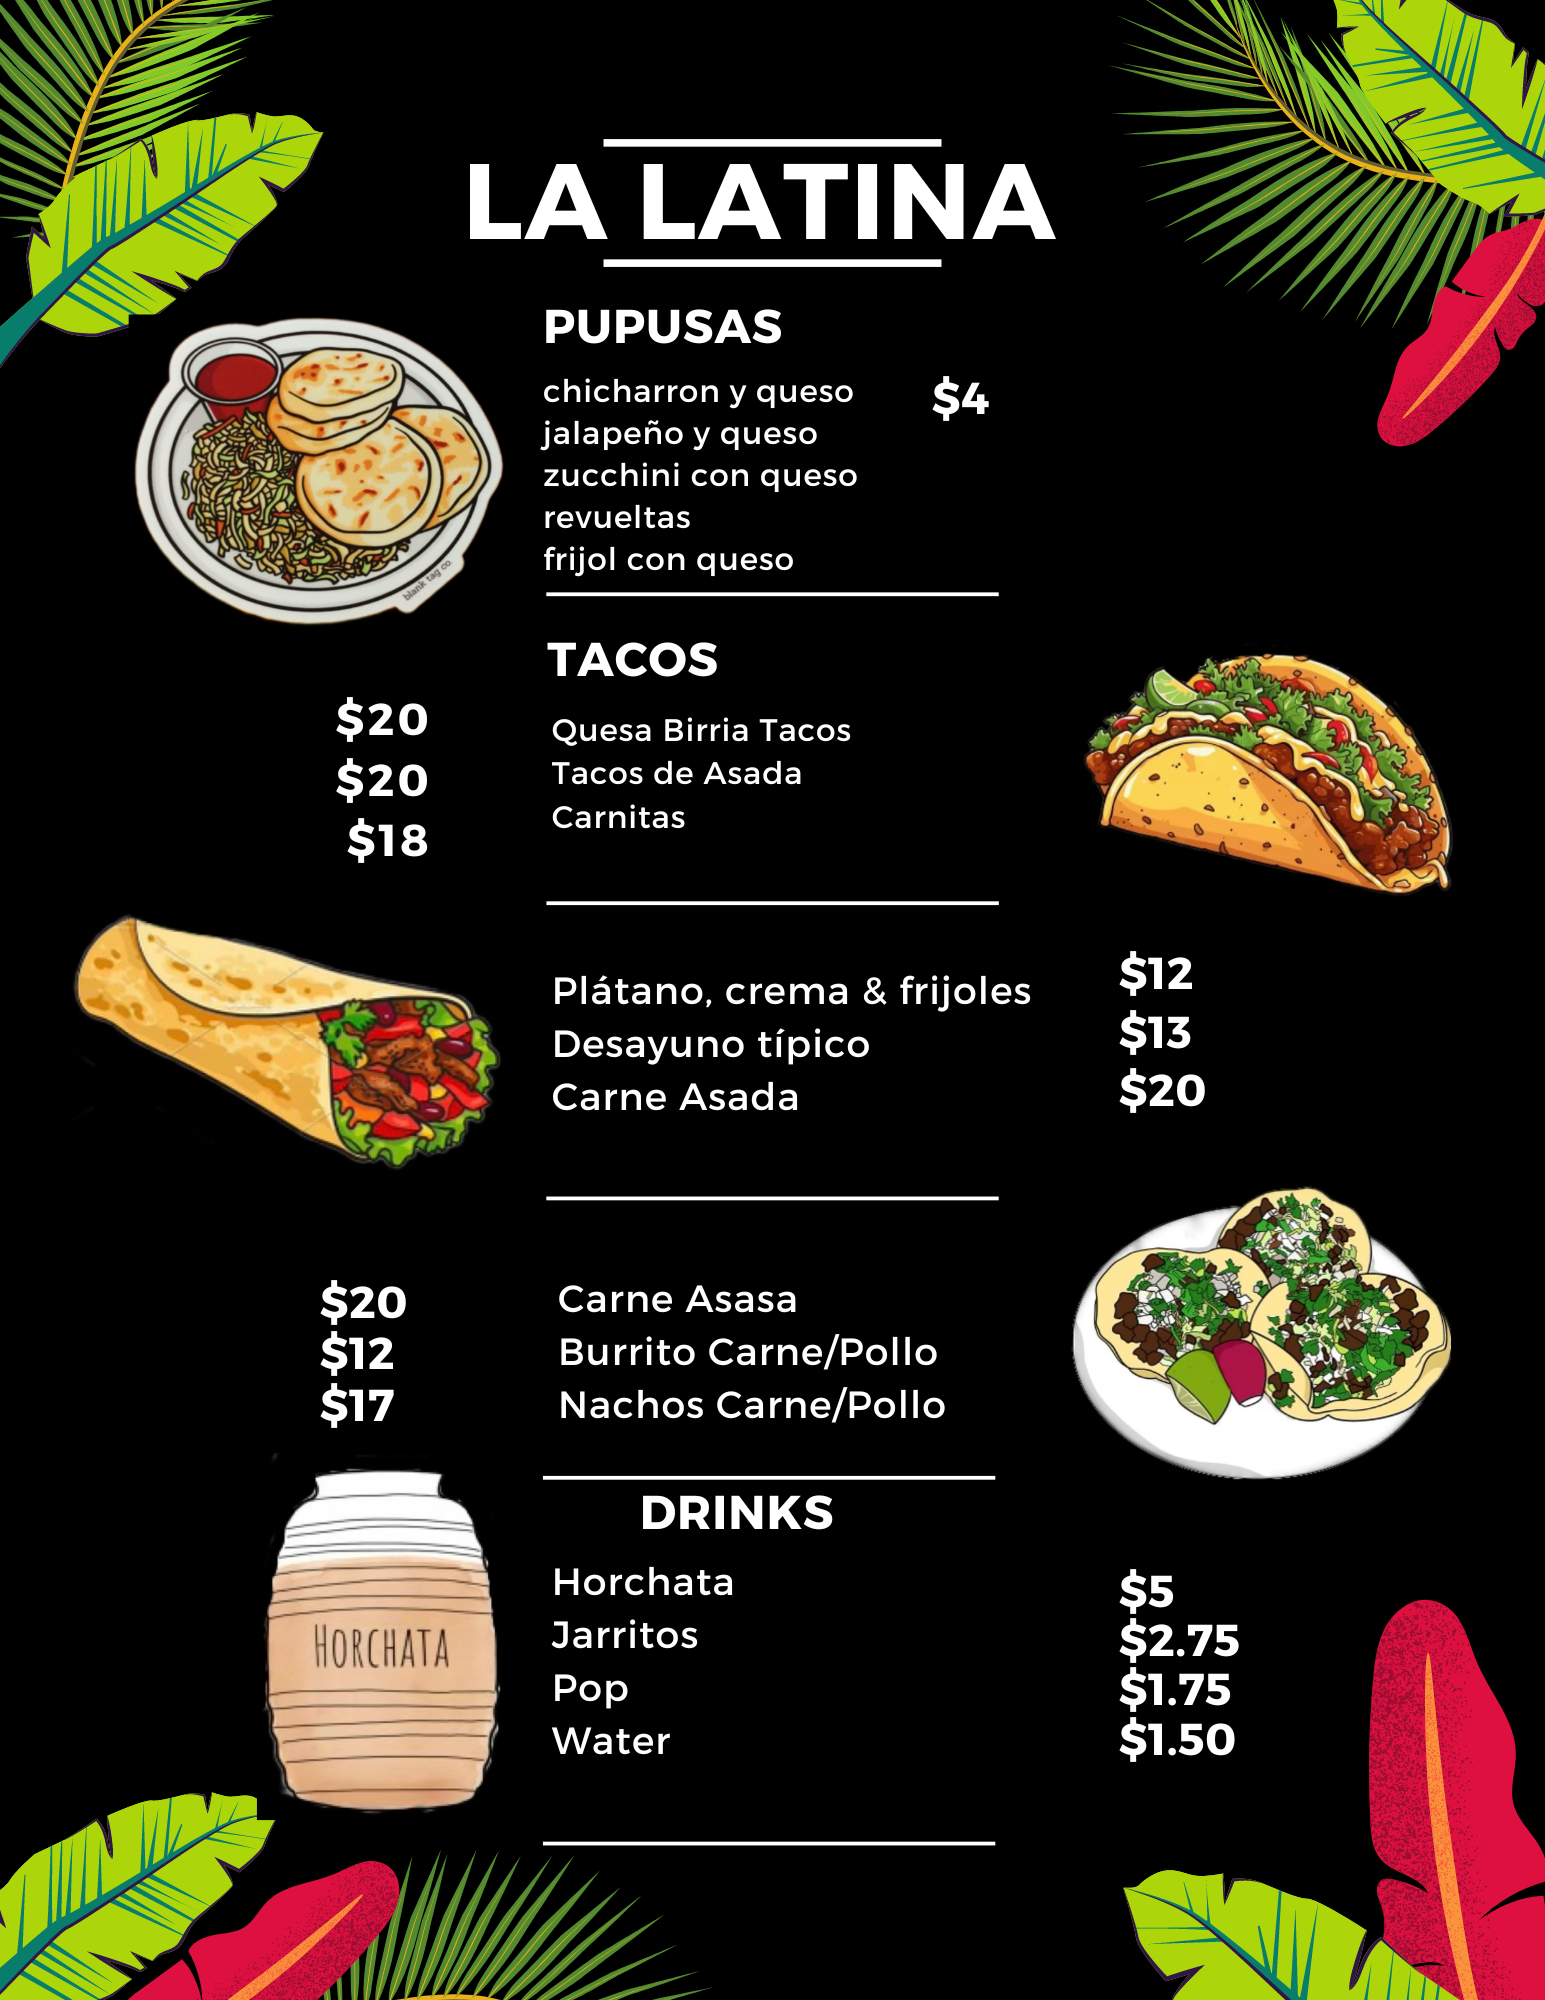 LA LATINA
PUPUSAS
chicharron y queso $4
jalapeño y queso
zucchini con queso
revueltas
frijol con queso
blank tag co.
TACOS
$20 Quesa Birria Tacos
$20 Tacos de Asada
$18 Carnitas
Plátano, crema & frijoles $12
Desayuno típico $13
Carne Asada $20
$20 Carne Asasa
$12 Burrito Carne/Pollo
$17 Nachos Carne/Pollo
DRINKS
Horchata $5
Jarritos $2.75
Pop $1.75
Water $1.50
HORCHATA